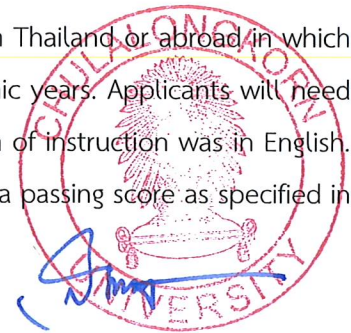 n Thailand or abroad in which
nic years. Applicants will need
n of instruction was in English.
a passing score as specified in
CHULALONGKORN
UNIVERSITY